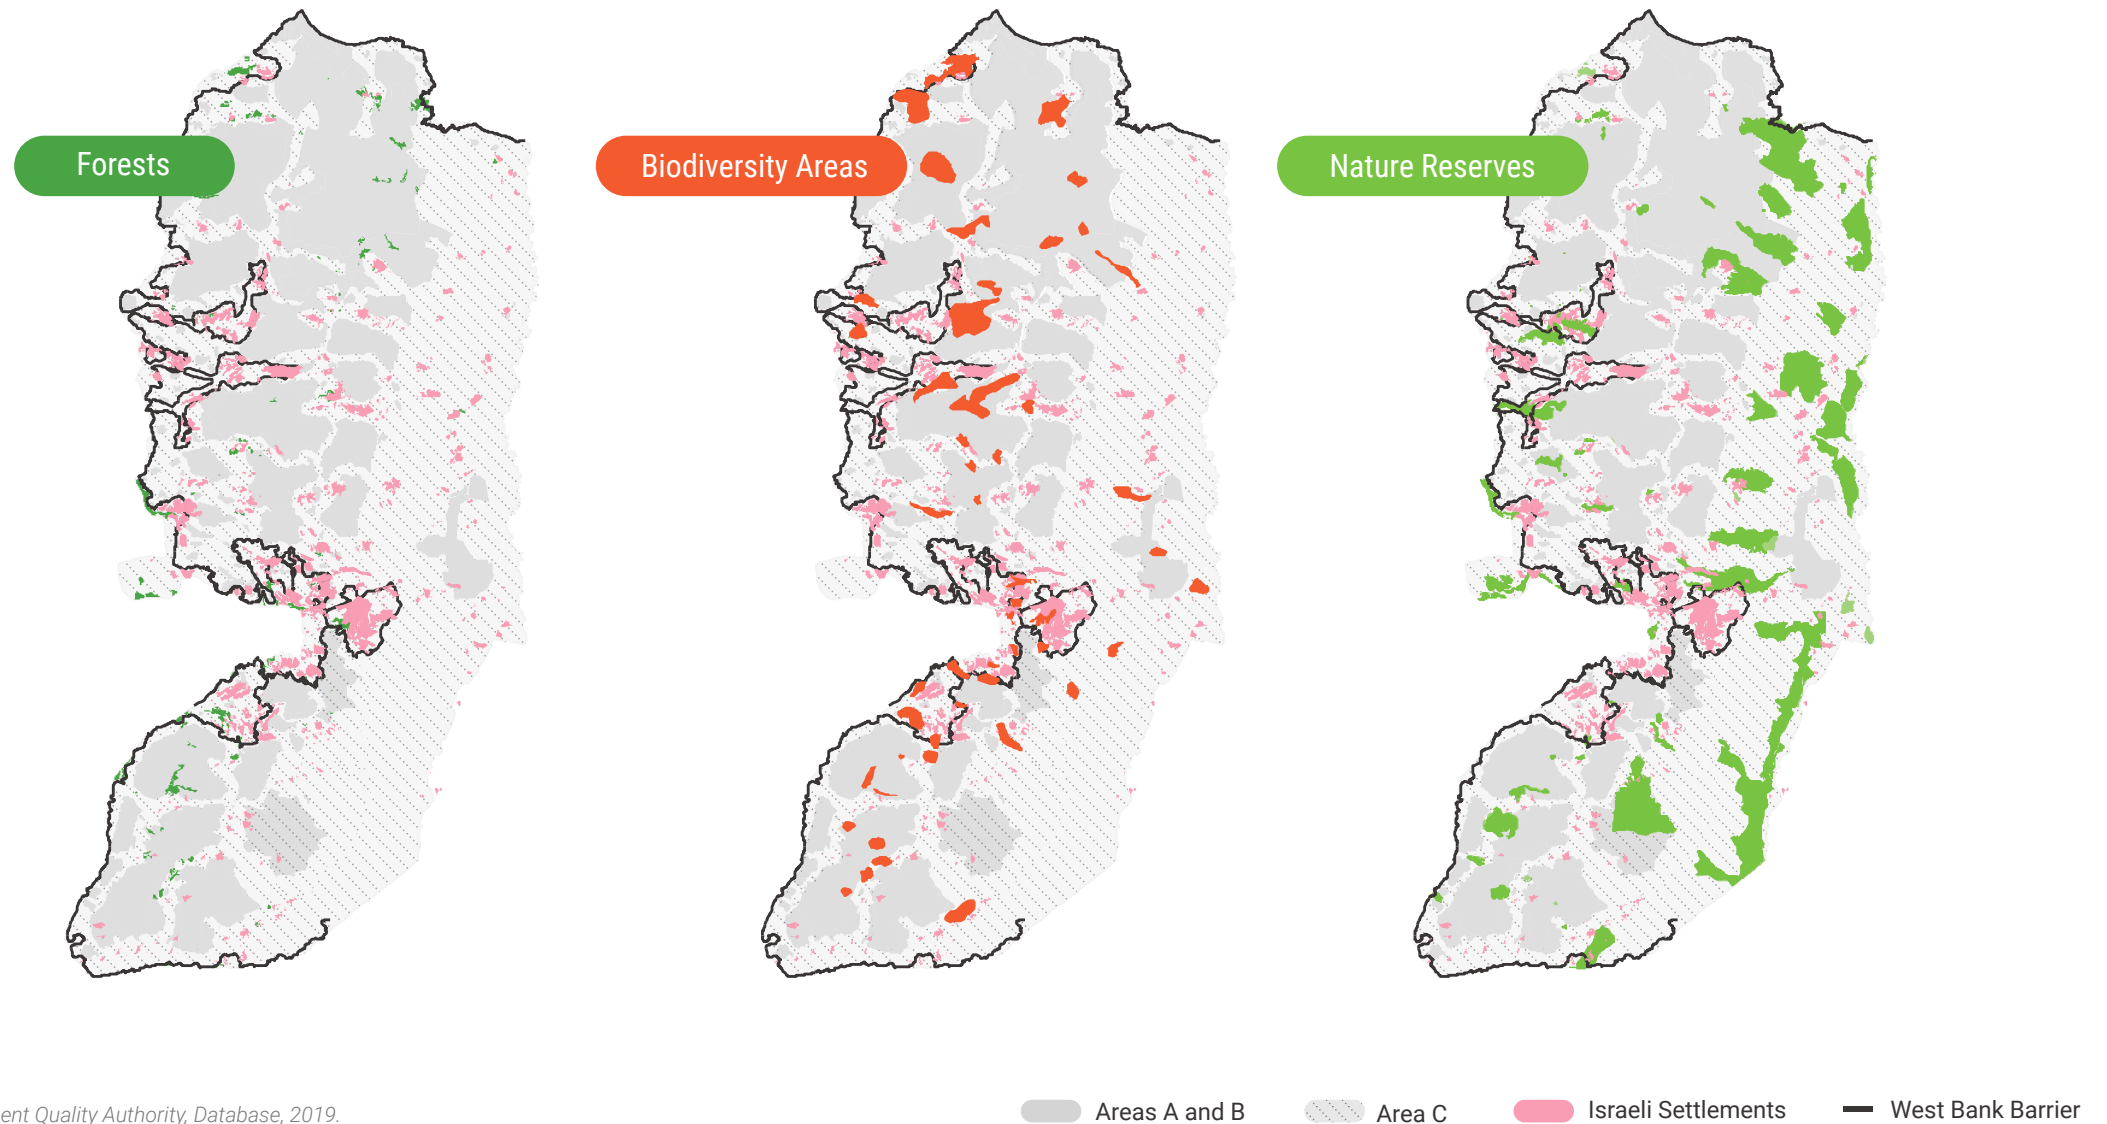 Forests
Biodiversity Areas
Nature Reserves
ent Quality Authority, Database, 2019.
Areas A and B
Area C
Israeli Settlements
West Bank Barrier